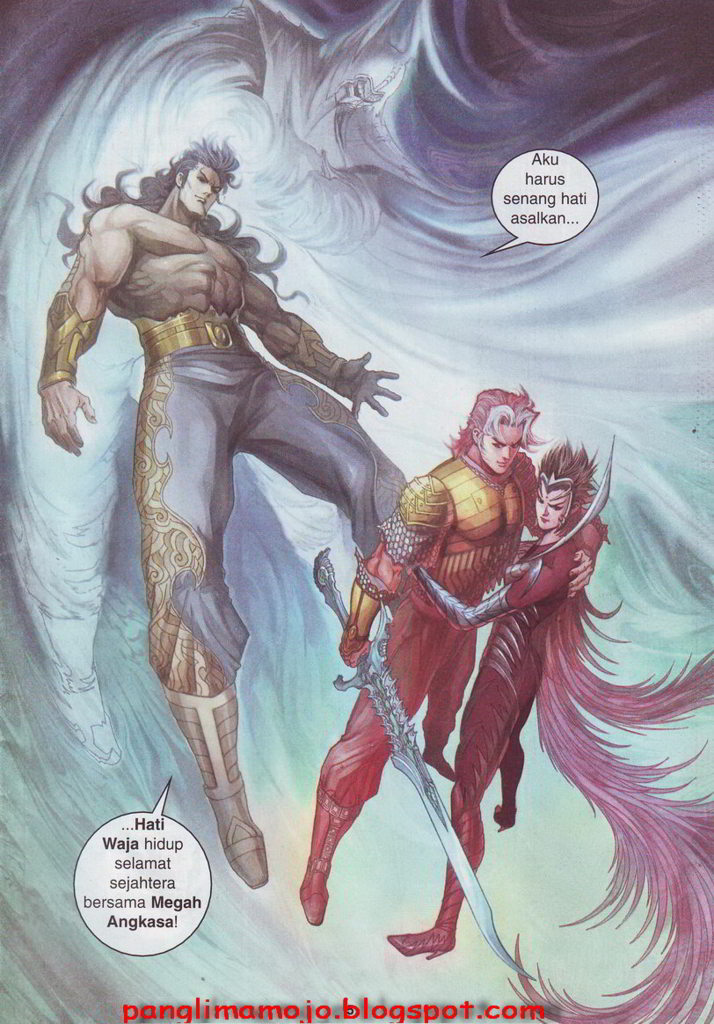 Aku
harus
senang hati
asalkan...
...Hati
Waja hidup
selamat
sejahtera
bersama Megah
Angkasa!
panglimamojo.blogspot.com